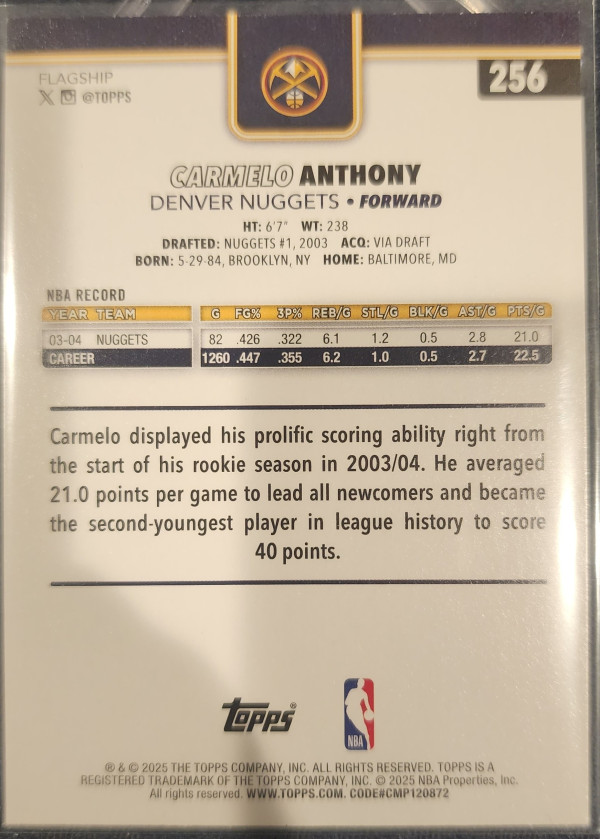 FLAGSHIP
@TOPPS
256
CARMELO ANTHONY
DENVER NUGGETS • FORWARD
HT: 6'7" WT: 238
DRAFTED: NUGGETS #1, 2003 ACQ: VIA DRAFT
BORN: 5-29-84, BROOKLYN, NY HOME: BALTIMORE, MD
NBA RECORD
YEAR TEAM G FG% 3P% REB/G STL/G BLK/G AST/G PTS/G
03-04 NUGGETS 82 .426 .322 6.1 1.2 0.5 2.8 21.0
CAREER 1260 .447 .355 6.2 1.0 0.5 2.7 22.5
Carmelo displayed his prolific scoring ability right from
the start of his rookie season in 2003/04. He averaged
21.0 points per game to lead all newcomers and became
the second-youngest player in league history to score
40 points.
Topps®
NBA
® & © 2025 THE TOPPS COMPANY, INC. ALL RIGHTS RESERVED. TOPPS IS A
REGISTERED TRADEMARK OF THE TOPPS COMPANY, INC. © 2025 NBA Properties, Inc.
All rights reserved. WWW.TOPPS.COM. CODE#CMP120872